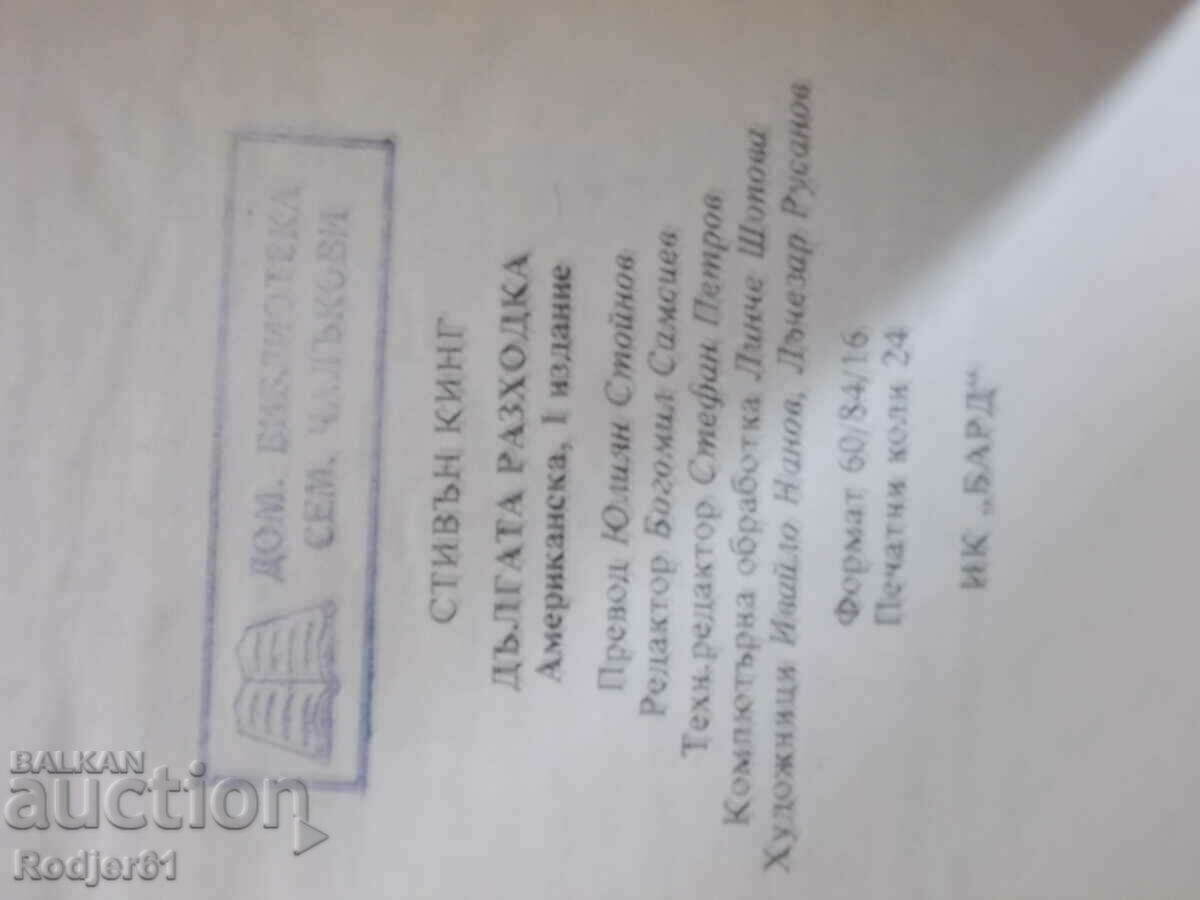 ДОМ. БИБЛИОТЕКА
СЕМ. ЧАЛЪКОВИ
СТИВЪН КИНГ
ДЪЛГАТА РАЗХОДКА
Американска, I издание
Превод Юлиян Стойнов
Редактор Богомил Самсиев
Техн.редактор Стефан Петров
Компютърна обработка Линче Шопова
Художници Ивайло Нанов, Лъчезар Русанов
Формат 60/84/16
Печатни коли 24
ИК „БАРД"
BALKAN
auction
Rodjer61